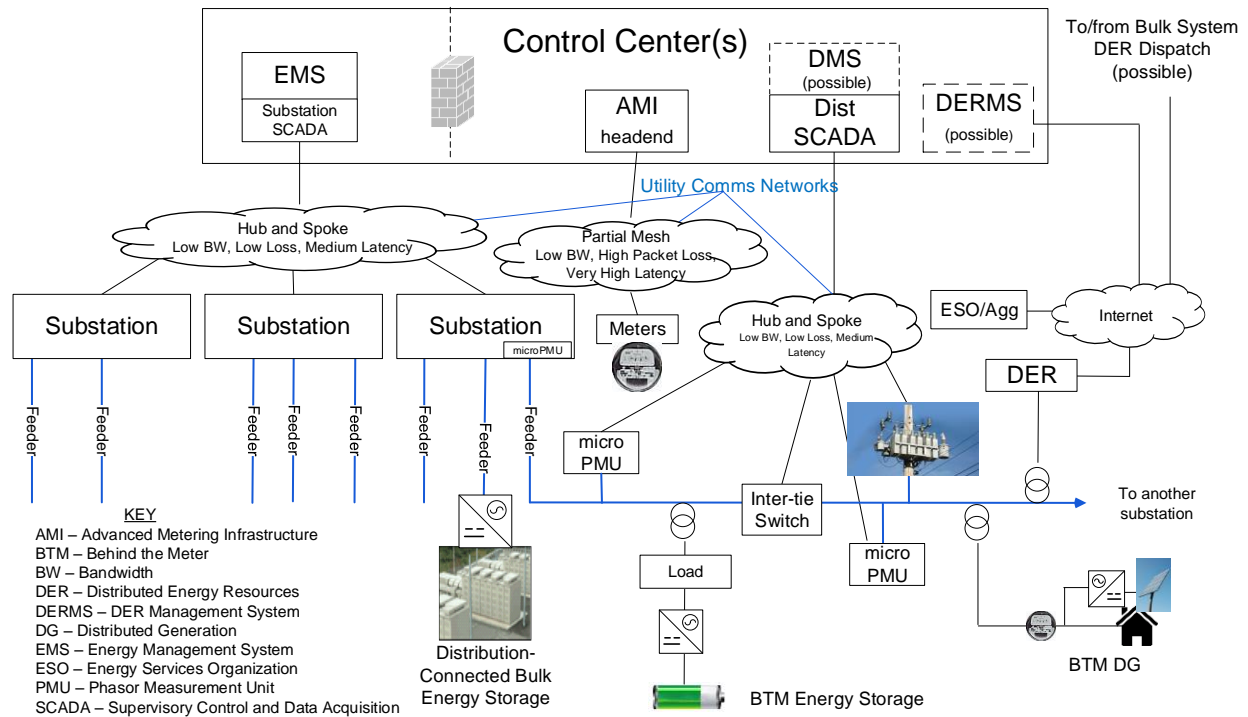 Control Center(s)
EMS
Substation
SCADA
AMI
headend
DMS
(possible)
Dist
SCADA
DERMS
(possible)
To/from Bulk System
DER Dispatch
(possible)
Utility Comms Networks
Hub and Spoke
Low BW, Low Loss, Medium Latency
Partial Mesh
Low BW, High Packet Loss,
Very High Latency
Hub and Spoke
Low BW, Low Loss, Medium
Latency
ESO/Agg
Internet
Substation
Substation
Substation
microPMU
Meters
DER
Feeder
Feeder
Feeder
Feeder
Feeder
Feeder
Feeder
Feeder
micro
PMU
Inter-tie
Switch
micro
PMU
To another
substation
Load
KEY
AMI – Advanced Metering Infrastructure
BTM – Behind the Meter
BW – Bandwidth
DER – Distributed Energy Resources
DERMS – DER Management System
DG – Distributed Generation
EMS – Energy Management System
ESO – Energy Services Organization
PMU – Phasor Measurement Unit
SCADA – Supervisory Control and Data Acquisition
Distribution-
Connected Bulk
Energy Storage
BTM Energy Storage
BTM DG